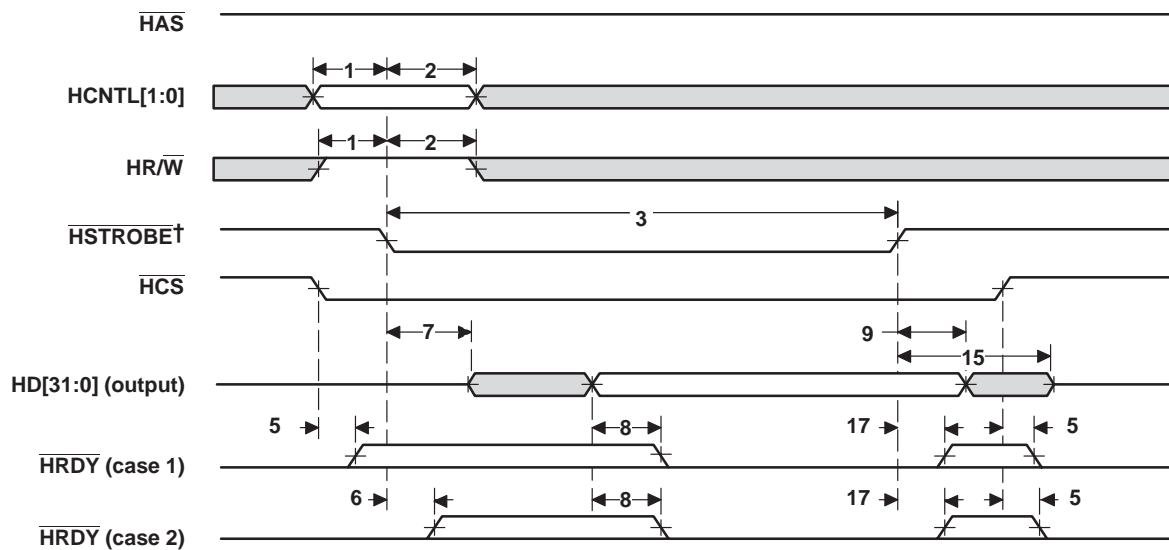 HAS
1 2
HCNTL[1:0]
1 2
HR/W
3
HSTROBE†
HCS
7 9
15
HD[31:0] (output)
5 8 17 5
HRDY (case 1)
6 8 17 5
HRDY (case 2)